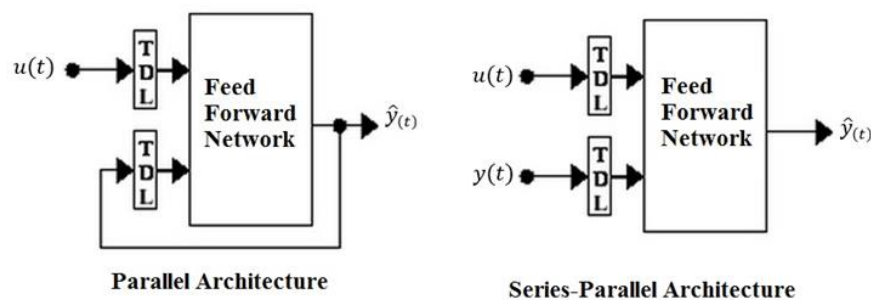 u(t)
T
D
L
T
D
L
Feed
Forward
Network
ŷ(t)
Parallel Architecture
u(t)
y(t)
T
D
L
T
D
L
Feed
Forward
Network
ŷ(t)
Series-Parallel Architecture